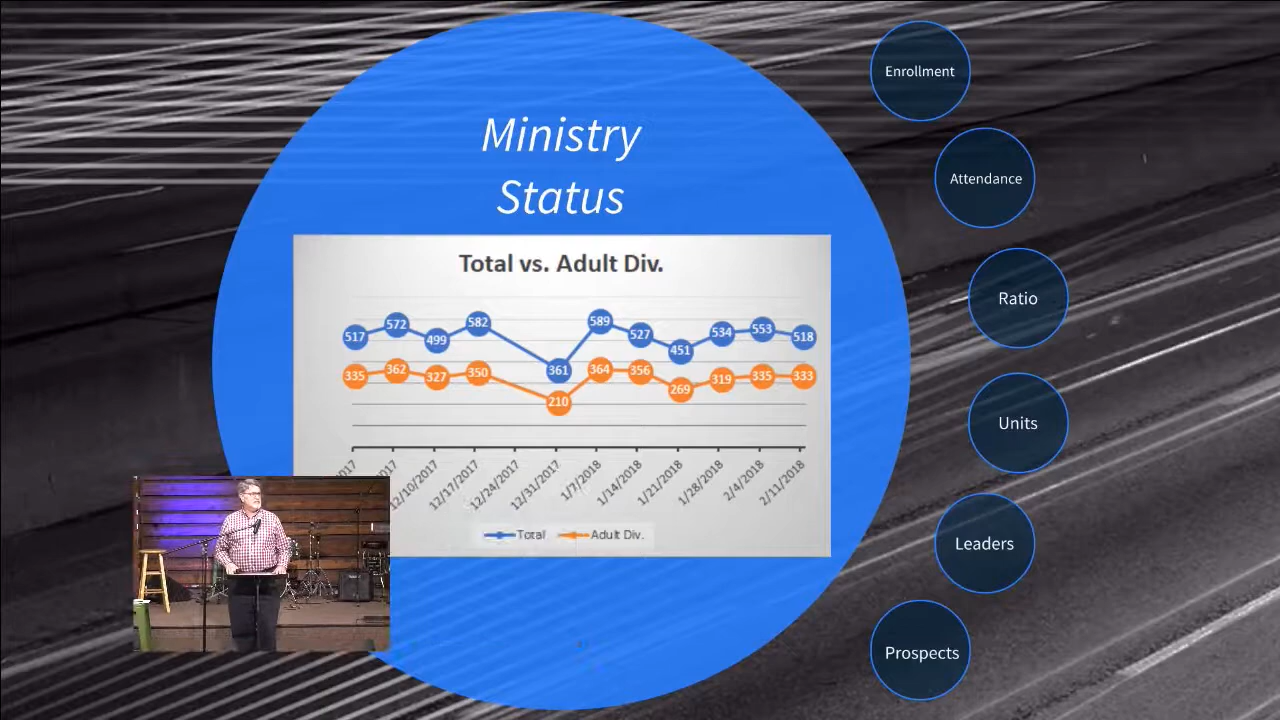 Ministry
Status
Total vs. Adult Div.
517 572 499 582 361 589 527 451 534 553 518
335 362 327 350 210 364 356 269 319 335 333
12/10/2017 12/17/2017 12/24/2017 12/31/2017 1/7/2018 1/14/2018 1/21/2018 1/28/2018 2/4/2018 2/11/2018
Total Adult Div.
Enrollment
Attendance
Ratio
Units
Leaders
Prospects